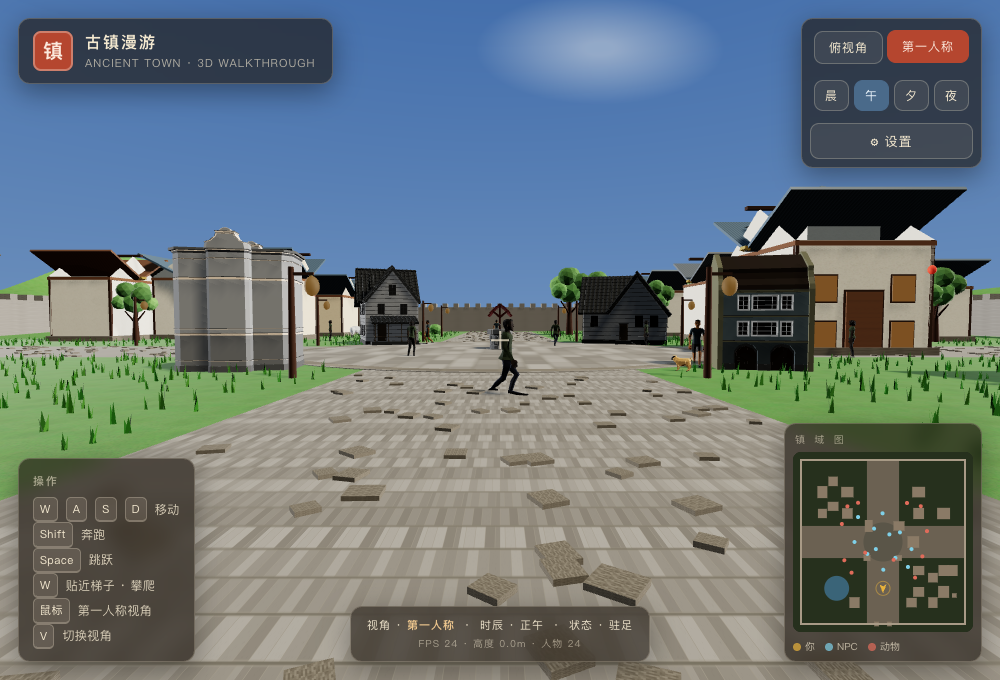 镇
古镇漫游
ANCIENT TOWN · 3D WALKTHROUGH
俯视角 第一人称
晨 午 夕 夜
⚙ 设置
操作
W A S D 移动
Shift 奔跑
Space 跳跃
W 贴近梯子 · 攀爬
鼠标 第一人称视角
V 切换视角
视角 · 第一人称 · 时辰 · 正午 · 状态 · 驻足
FPS 24 · 高度 0.0m · 人物 24
镇域图
你 NPC 动物